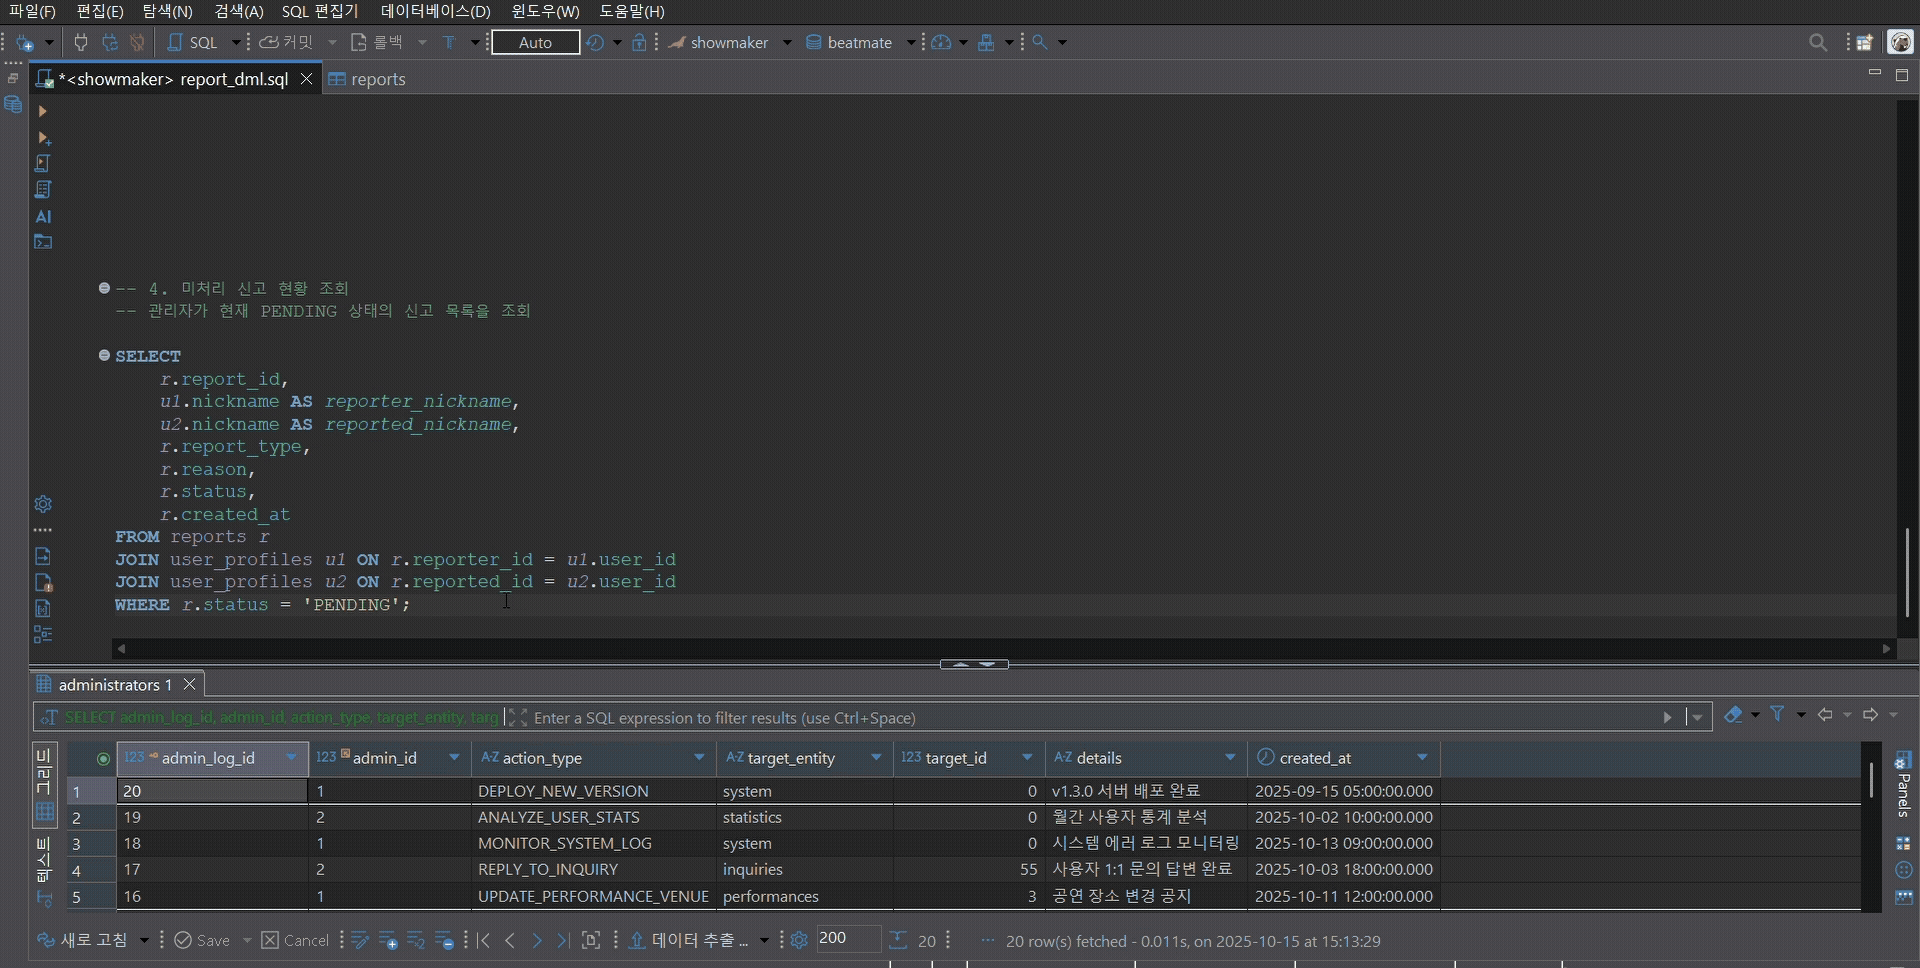 파일(F) 편집(E) 탐색(N) 검색(A) SQL 편집기 데이터베이스(D) 윈도우(W) 도움말(H)
SQL 커밋 롤백 T Auto showmaker beatmate
*<showmaker> report_dml.sql reports
AI
-- 4. 미처리 신고 현황 조회
-- 관리자가 현재 PENDING 상태의 신고 목록을 조회
SELECT
r.report_id,
u1.nickname AS reporter_nickname,
u2.nickname AS reported_nickname,
r.report_type,
r.reason,
r.status,
r.created_at
FROM reports r
JOIN user_profiles u1 ON r.reporter_id = u1.user_id
JOIN user_profiles u2 ON r.reported_id = u2.user_id
WHERE r.status = 'PENDING';
administrators 1
SELECT admin_log_id, admin_id, action_type, target_entity, targ Enter a SQL expression to filter results (use Ctrl+Space)
그리드
텍스트
Panels
123 admin_log_id 123 admin_id A-Z action_type A-Z target_entity 123 target_id A-Z details created_at
1 20 1 DEPLOY_NEW_VERSION system 0 v1.3.0 서버 배포 완료 2025-09-15 05:00:00.000
2 19 2 ANALYZE_USER_STATS statistics 0 월간 사용자 통계 분석 2025-10-02 10:00:00.000
3 18 1 MONITOR_SYSTEM_LOG system 0 시스템 에러 로그 모니터링 2025-10-13 09:00:00.000
4 17 2 REPLY_TO_INQUIRY inquiries 55 사용자 1:1 문의 답변 완료 2025-10-03 18:00:00.000
5 16 1 UPDATE_PERFORMANCE_VENUE performances 3 공연 장소 변경 공지 2025-10-11 12:00:00.000
새로 고침 Save Cancel 데이터 추출 ... 200 20 ... 20 row(s) fetched - 0.011s, on 2025-10-15 at 15:13:29